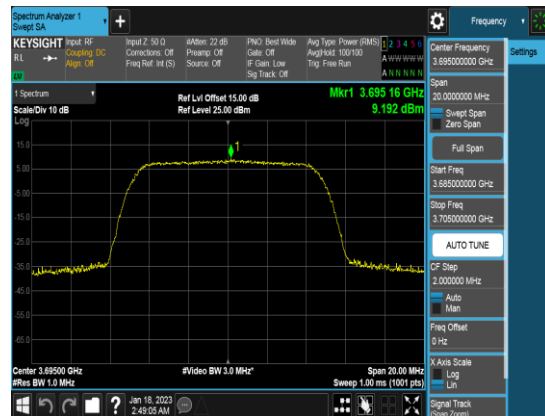 Spectrum Analyzer 1
Swept SA
+
Frequency
KEYSIGHT
RL
LV
Input: RF
Coupling: DC
Align: Off
Input Z: 50 Ω
Corrections: Off
Freq Ref: Int (S)
#Atten: 22 dB
Preamp: Off
Source: Off
PNO: Best Wide
Gate: Off
IF Gain: Low
Sig Track: Off
Avg Type: Power (RMS)
Avg|Hold: 100/100
Trig: Free Run
1 2 3 4 5 6
A W W W W W
A N N N N N
1 Spectrum
Scale/Div 10 dB
Log
Ref Lvl Offset 15.00 dB
Ref Level 25.00 dBm
Mkr1 3.695 16 GHz
9.192 dBm
1
15.0
5.00
-5.00
-15.0
-25.0
-35.0
-45.0
-55.0
-65.0
Center 3.69500 GHz
#Res BW 1.0 MHz
#Video BW 3.0 MHz*
Span 20.00 MHz
Sweep 1.00 ms (1001 pts)
Jan 18, 2023
2:49:05 AM
?
Center Frequency
3.695000000 GHz
Settings
Span
20.0000000 MHz
Swept Span
Zero Span
Full Span
Start Freq
3.685000000 GHz
Stop Freq
3.705000000 GHz
AUTO TUNE
CF Step
2.000000 MHz
Auto
Man
Freq Offset
0 Hz
X Axis Scale
Log
Lin
Signal Track
(Span Zoom)